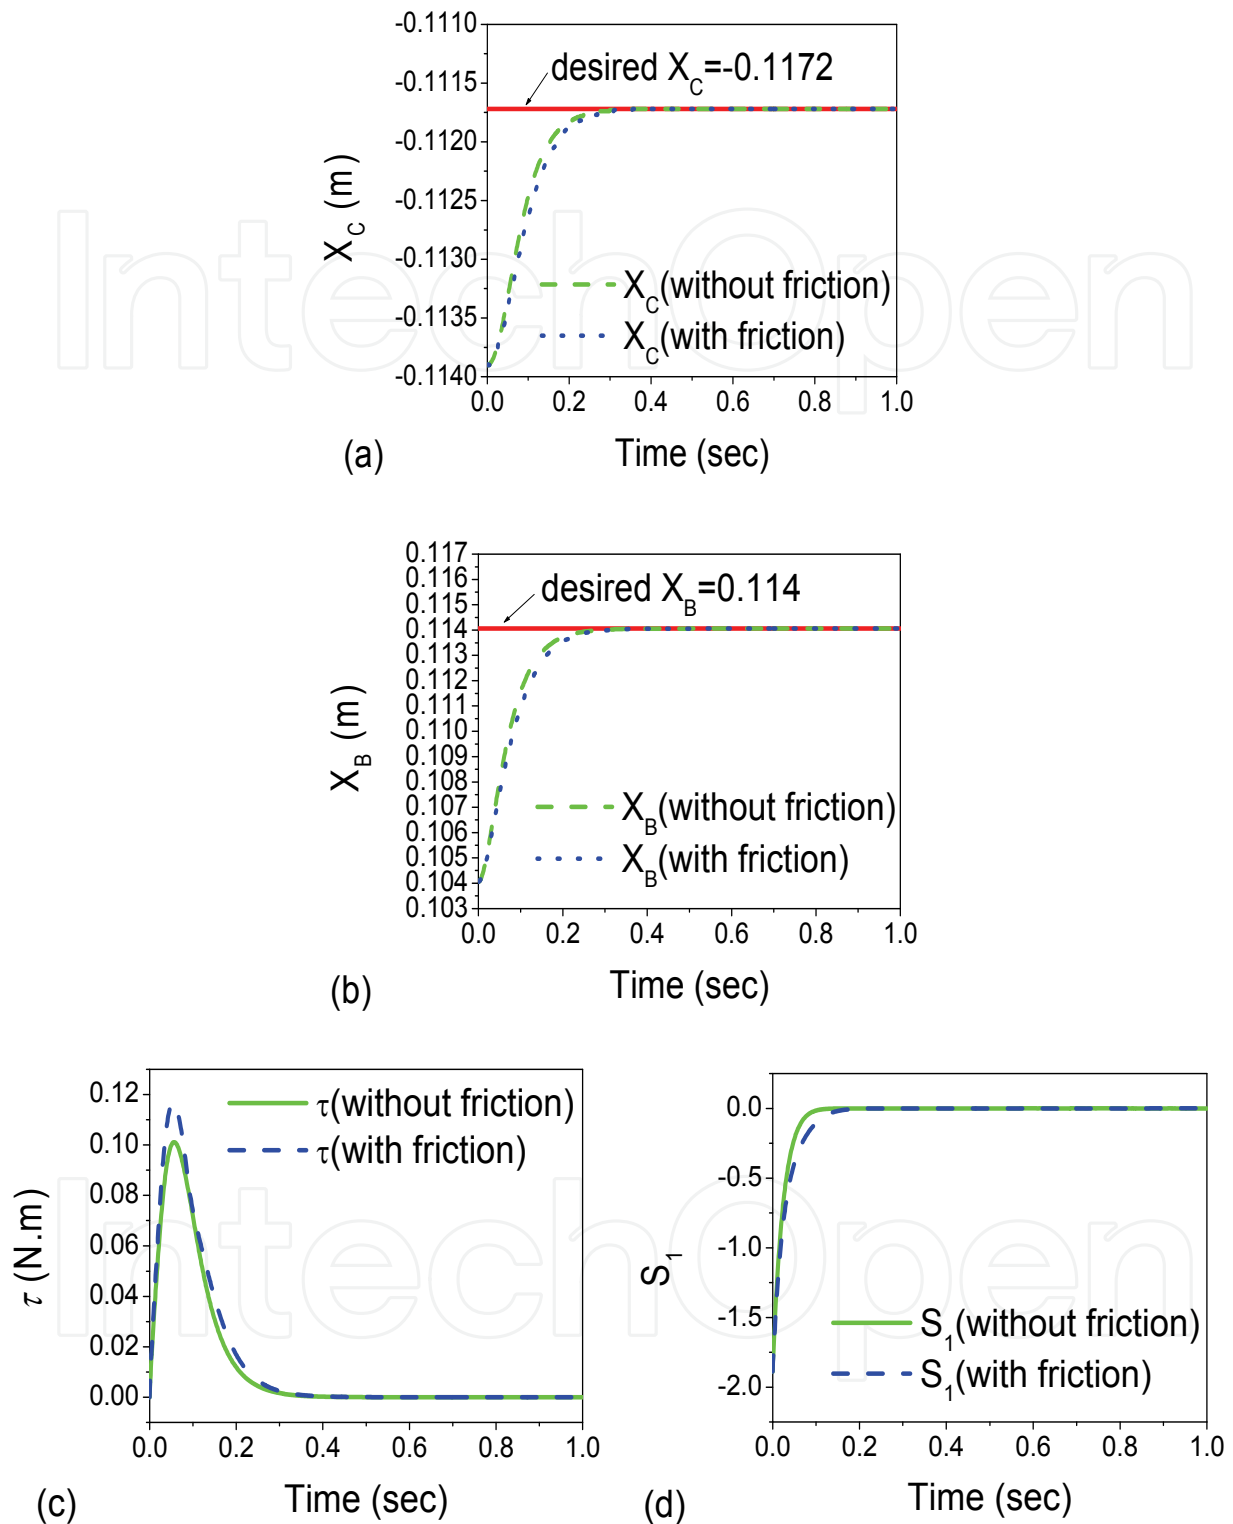 -0.1110
-0.1115
-0.1120
-0.1125
-0.1130
-0.1135
-0.1140
desired X_C=-0.1172
X_C (m)
X_C(without friction)
X_C(with friction)
0.0 0.2 0.4 0.6 0.8 1.0
Time (sec)
(a)
0.117
0.116
0.115
0.114
0.113
0.112
0.111
0.110
0.109
0.108
0.107
0.106
0.105
0.104
0.103
desired X_B=0.114
X_B (m)
X_B(without friction)
X_B(with friction)
0.0 0.2 0.4 0.6 0.8 1.0
Time (sec)
(b)
0.12
0.10
0.08
0.06
0.04
0.02
0.00
τ (N.m)
τ(without friction)
τ(with friction)
0.0 0.2 0.4 0.6 0.8 1.0
Time (sec)
(c)
0.0
-0.5
-1.0
-1.5
-2.0
S_1
S_1(without friction)
S_1(with friction)
0.0 0.2 0.4 0.6 0.8 1.0
Time (sec)
(d)
IntechOpen
IntechOpen